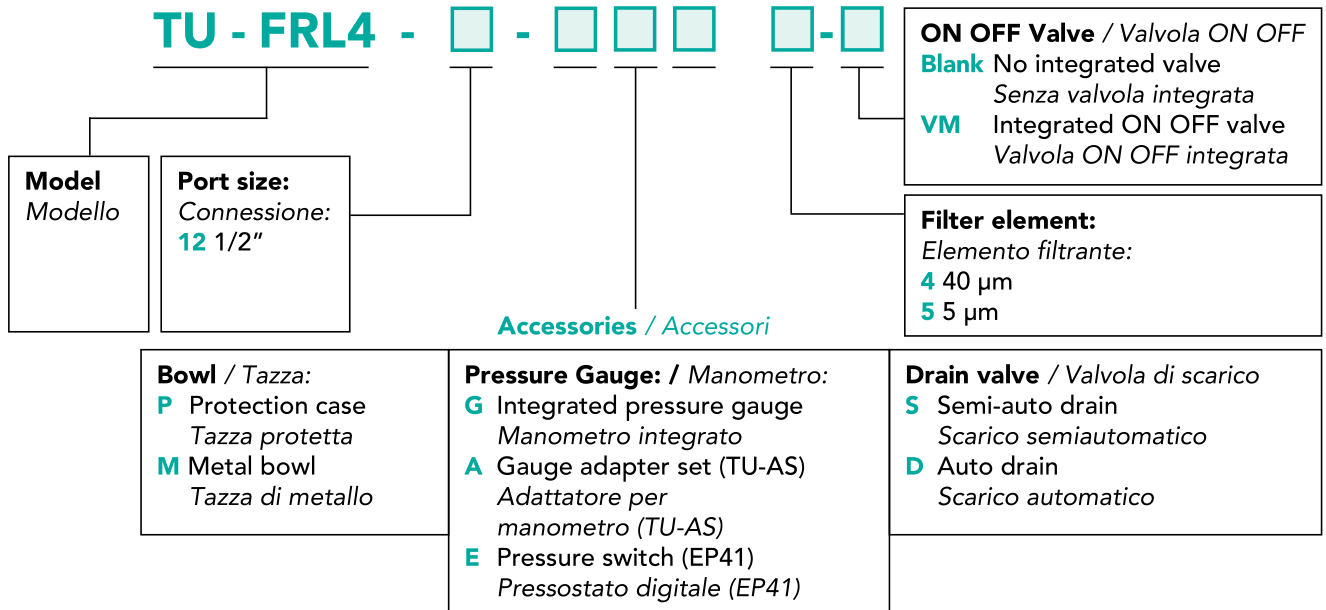 TU - FRL4 - - -
ON OFF Valve / Valvola ON OFF
Blank No integrated valve
Senza valvola integrata
VM Integrated ON OFF valve
Valvola ON OFF integrata
Model
Modello
Port size:
Connessione:
12 1/2”
Filter element:
Elemento filtrante:
4 40 µm
5 5 µm
Accessories / Accessori
Bowl / Tazza:
P Protection case
Tazza protetta
M Metal bowl
Tazza di metallo
Pressure Gauge: / Manometro:
G Integrated pressure gauge
Manometro integrato
A Gauge adapter set (TU-AS)
Adattatore per
manometro (TU-AS)
E Pressure switch (EP41)
Pressostato digitale (EP41)
Drain valve / Valvola di scarico
S Semi-auto drain
Scarico semiautomatico
D Auto drain
Scarico automatico